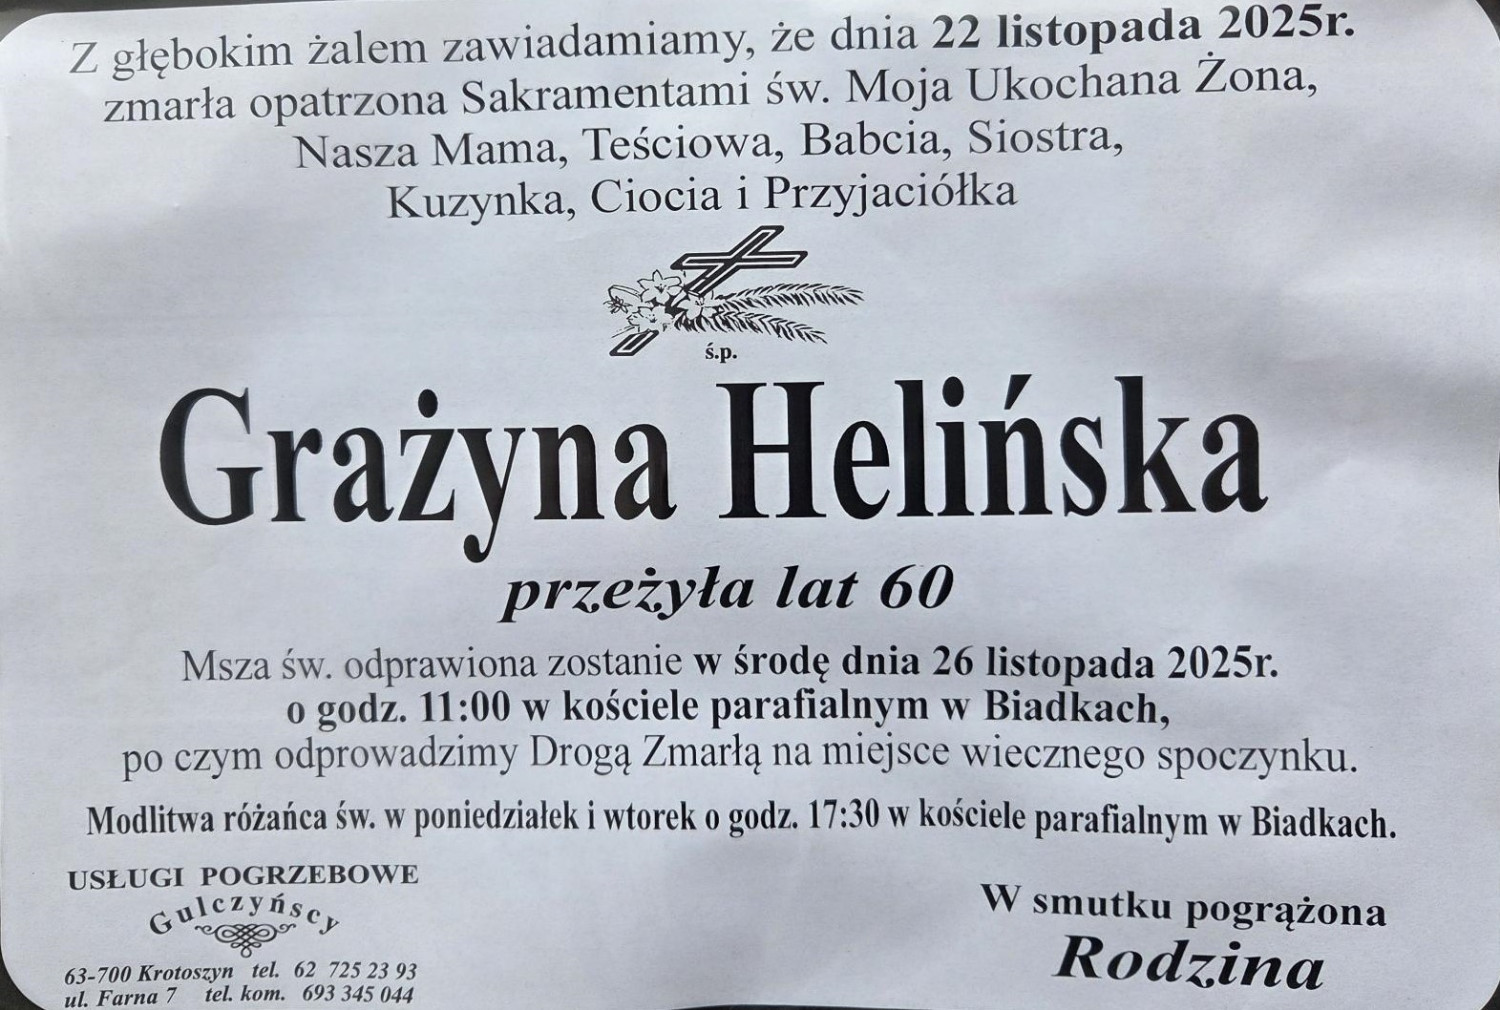 Z głębokim żalem zawiadamiamy, że dnia 22 listopada 2025r.
zmarła opatrzona Sakramentami św. Moja Ukochana Żona,
Nasza Mama, Teściowa, Babcia, Siostra,
Kuzynka, Ciocia i Przyjaciółka
ś.p.
Grażyna Helińska
przeżyła lat 60
Msza św. odprawiona zostanie w środę dnia 26 listopada 2025r.
o godz. 11:00 w kościele parafialnym w Biadkach,
po czym odprowadzimy Drogą Zmarłą na miejsce wiecznego spoczynku.
Modlitwa różańca św. w poniedziałek i wtorek o godz. 17:30 w kościele parafialnym w Biadkach.
USŁUGI POGRZEBOWE
Gulczyńscy
63-700 Krotoszyn tel. 62 725 23 93
ul. Farna 7 tel. kom. 693 345 044
W smutku pogrążona
Rodzina